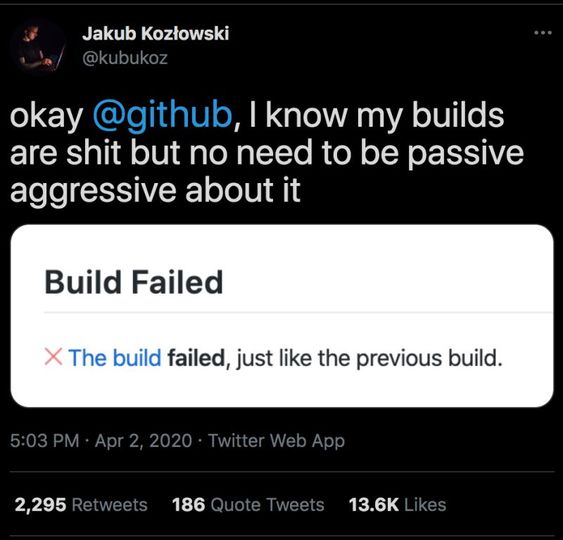 Jakub Kozłowski
@kubukoz
okay @github, I know my builds
are shit but no need to be passive
aggressive about it
Build Failed
The build failed, just like the previous build.
5:03 PM · Apr 2, 2020 · Twitter Web App
2,295 Retweets 186 Quote Tweets 13.6K Likes